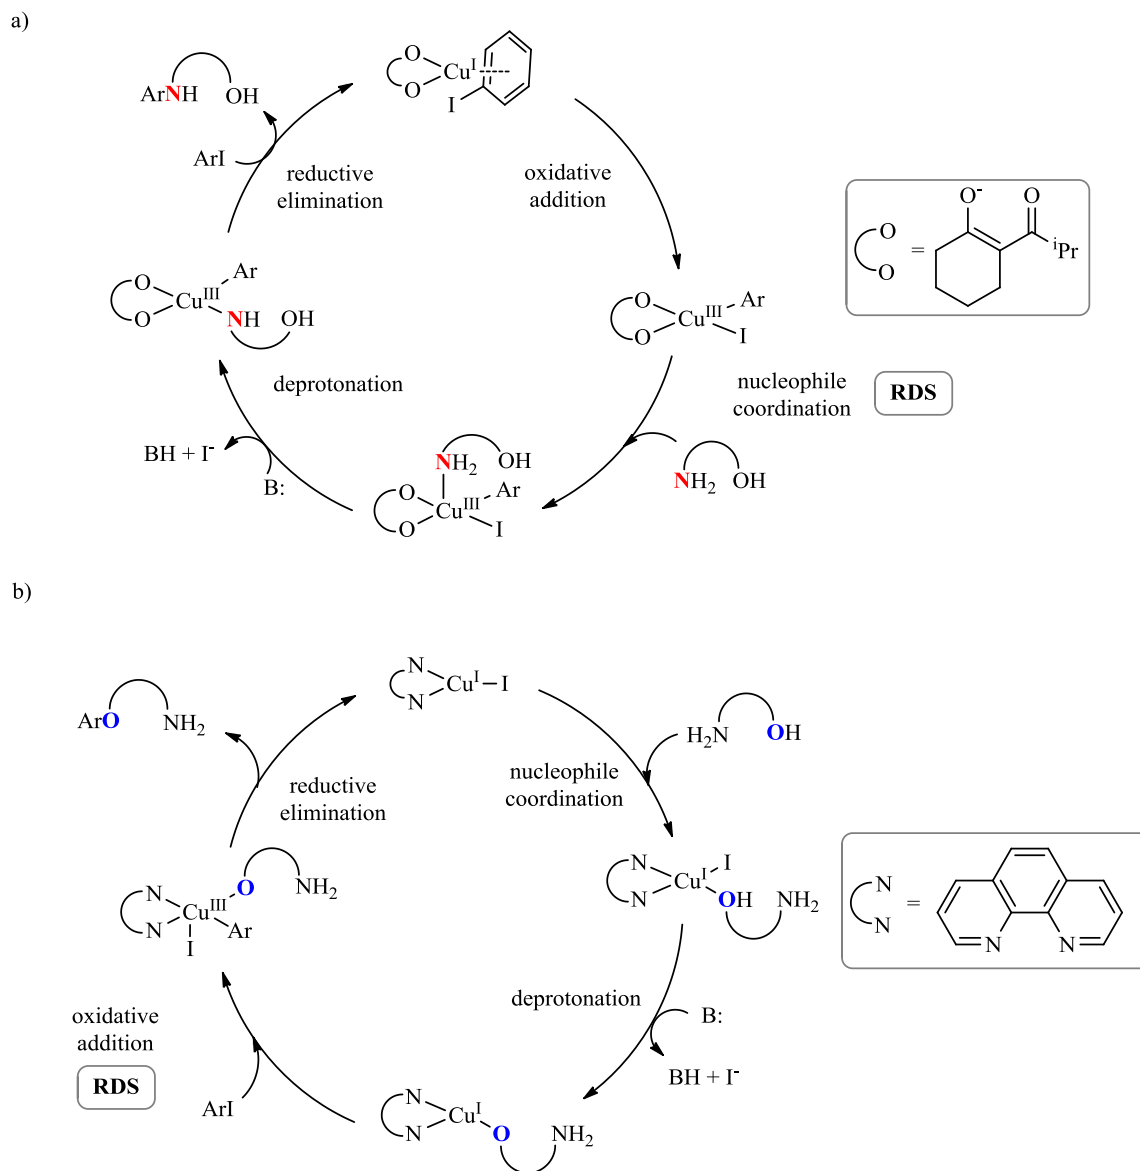 a)
ArNH OH
ArI
reductive
elimination
O
O
Cu^I
I
oxidative
addition
O
O
=
O-
O
iPr
O
O
Cu^III
Ar
NH OH
O
O
Cu^III
Ar
I
deprotonation
nucleophile
coordination
RDS
BH + I-
B:
NH2 OH
O
O
Cu^III
Ar
I
NH2 OH
b)
ArO NH2
reductive
elimination
N
N
Cu^I
I
H2N OH
nucleophile
coordination
N
N
Cu^III
O NH2
Ar
I
N
N
Cu^I
I
OH NH2
N
N
=
N N
oxidative
addition
RDS
ArI
deprotonation
B:
BH + I-
N
N
Cu^I
O NH2